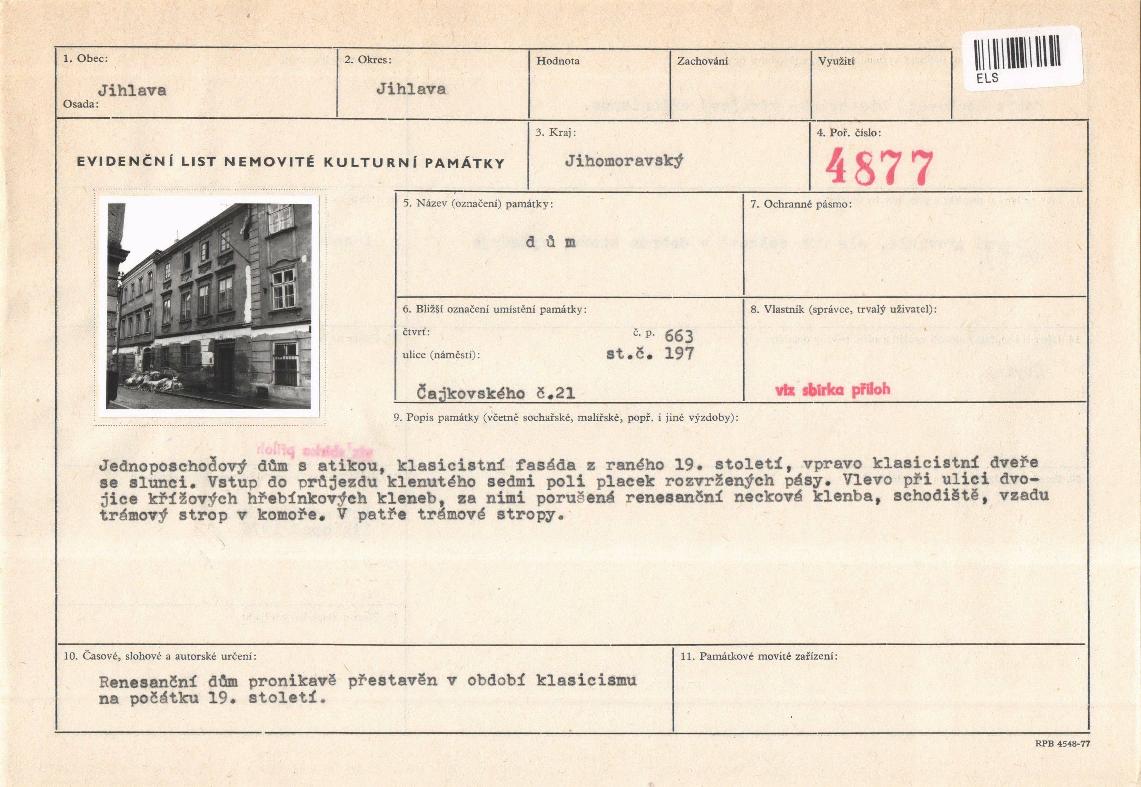 1. Obec:
Jihlava
Osada:
2. Okres:
Jihlava
Hodnota
Zachování
Využití
ELS
EVIDENČNÍ LIST NEMOVITÉ KULTURNÍ PAMÁTKY
3. Kraj:
Jihomoravský
4. Poř. číslo:
4877
5. Název (označení) památky:
dům
7. Ochranné pásmo:
6. Bližší označení umístění památky:
čtvrť:
č. p. 663
ulice (náměstí):
st.č. 197
Čajkovského č.21
8. Vlastník (správce, trvalý uživatel):
viz sbírka příloh
9. Popis památky (včetně sochařské, malířské, popř. i jiné výzdoby):
Jednoposchoďový dům s atikou, klasicistní fasáda z raného 19. století, vpravo klasicistní dveře
se slunci. Vstup do průjezdu klenutého sedmi poli placek rozvržených pásy. Vlevo při ulici dvo-
jice křížových hřebínkových kleneb, za nimi porušená renesanční necková klenba, schodiště, vzadu
trámový strop v komoře. V patře trámové stropy.
10. Časové, slohové a autorské určení:
Renesanční dům pronikavě přestavěn v období klasicismu
na počátku 19. století.
11. Památkové movité zařízení:
RPB 4548-77